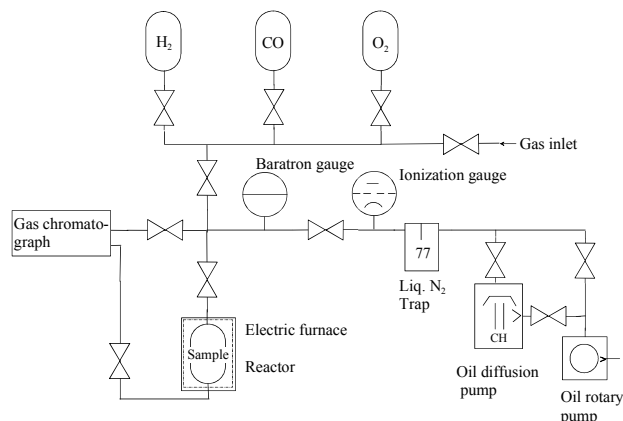 H2
CO
O2
Gas inlet
Baratron gauge
Ionization gauge
Gas chromato-
graph
77
Liq. N2
Trap
CH
Sample
Electric furnace
Reactor
Oil diffusion
pump
Oil rotary
pump